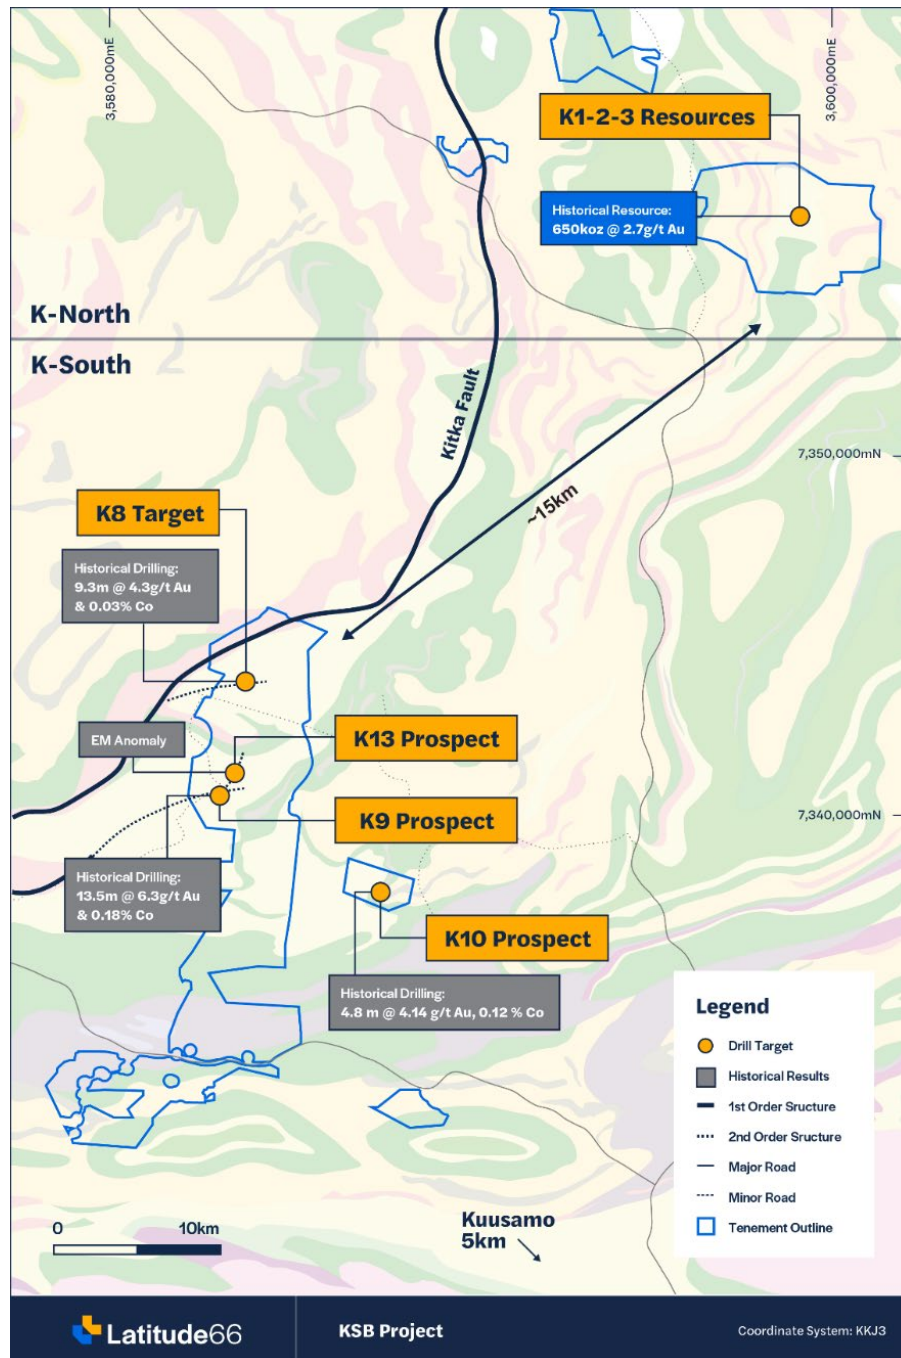 3,580,000mE
3,600,000mE
K1-2-3 Resources
Historical Resource:
650koz @ 2.7g/t Au
K-North
K-South
Kitka Fault
7,350,000mN
~15km
K8 Target
Historical Drilling:
9.3m @ 4.3g/t Au
& 0.03% Co
EM Anomaly
K13 Prospect
K9 Prospect
7,340,000mN
Historical Drilling:
13.5m @ 6.3g/t Au
& 0.18% Co
K10 Prospect
Historical Drilling:
4.8 m @ 4.14 g/t Au, 0.12 % Co
Legend
Drill Target
Historical Results
1st Order Sructure
2nd Order Sructure
Major Road
Minor Road
Tenement Outline
0 10km
Kuusamo
5km
Latitude66
KSB Project
Coordinate System: KKJ3